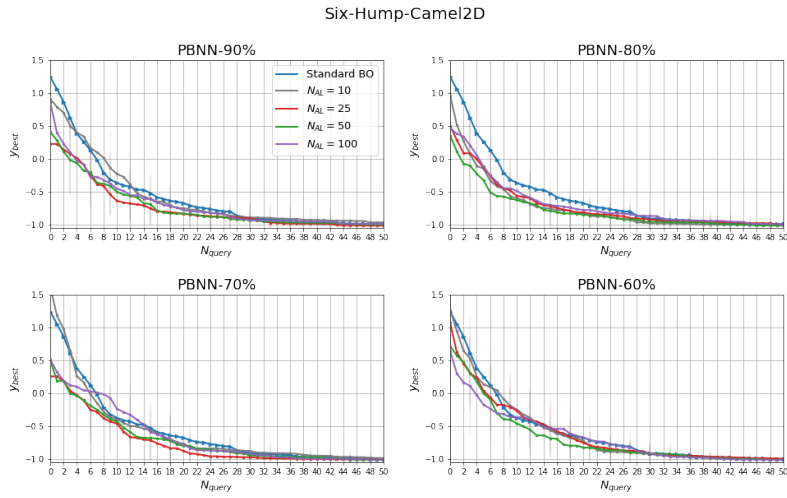 Six-Hump-Camel2D
PBNN-90%
1.5
1.0
0.5
0.0
−0.5
−1.0
y_best
0 2 4 6 8 10 12 14 16 18 20 22 24 26 28 30 32 34 36 38 40 42 44 46 48 50
N_query
Standard BO
N_AL = 10
N_AL = 25
N_AL = 50
N_AL = 100
PBNN-80%
1.5
1.0
0.5
0.0
−0.5
−1.0
y_best
0 2 4 6 8 10 12 14 16 18 20 22 24 26 28 30 32 34 36 38 40 42 44 46 48 50
N_query
PBNN-70%
1.5
1.0
0.5
0.0
−0.5
−1.0
y_best
0 2 4 6 8 10 12 14 16 18 20 22 24 26 28 30 32 34 36 38 40 42 44 46 48 50
N_query
PBNN-60%
1.5
1.0
0.5
0.0
−0.5
−1.0
y_best
0 2 4 6 8 10 12 14 16 18 20 22 24 26 28 30 32 34 36 38 40 42 44 46 48 50
N_query